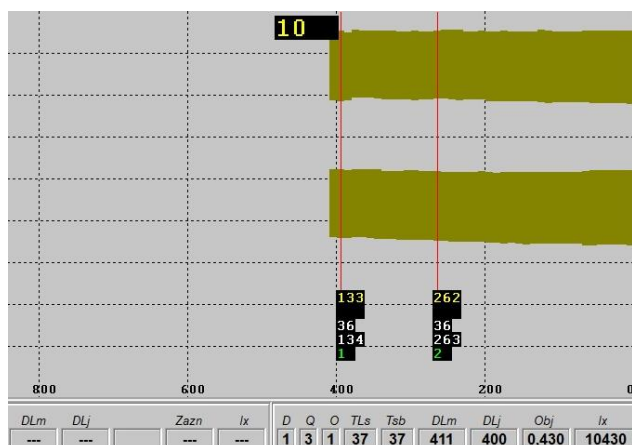 10
133 262
36 36
134 263
1 2
800 600 400 200 0
DLm DLj Zazn Ix D Q O TLs Tsb DLm DLj Obj Ix
--- --- --- --- 1 3 1 37 37 411 400 0,430 10430